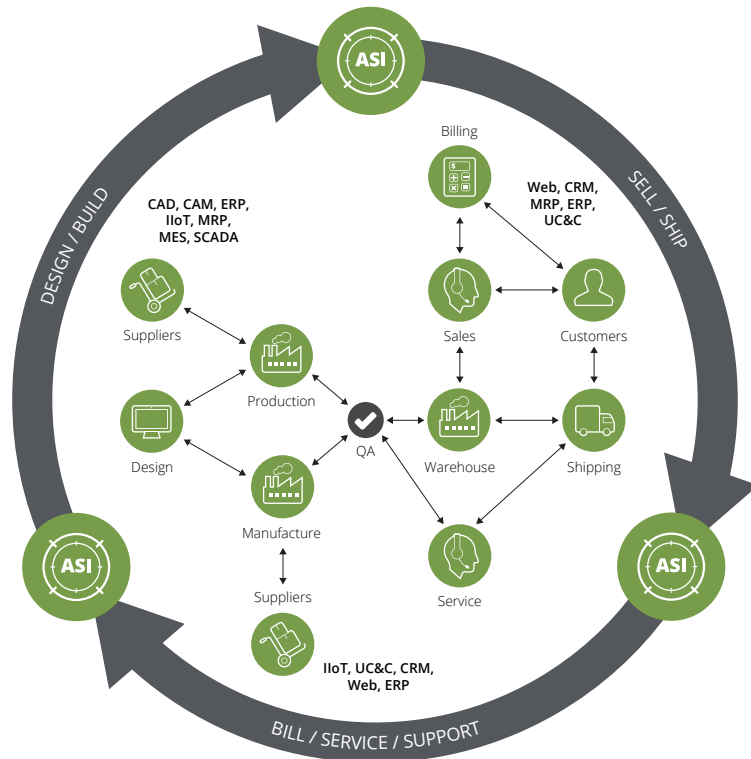 ASI
Billing
CAD, CAM, ERP,
IIoT, MRP,
MES, SCADA
Web, CRM,
MRP, ERP,
UC&C
DESIGN / BUILD
SELL / SHIP
$
Suppliers
Sales
Customers
Production
QA
Design
Warehouse
Shipping
Manufacture
ASI
ASI
Suppliers
Service
IIoT, UC&C, CRM,
Web, ERP
BILL / SERVICE / SUPPORT